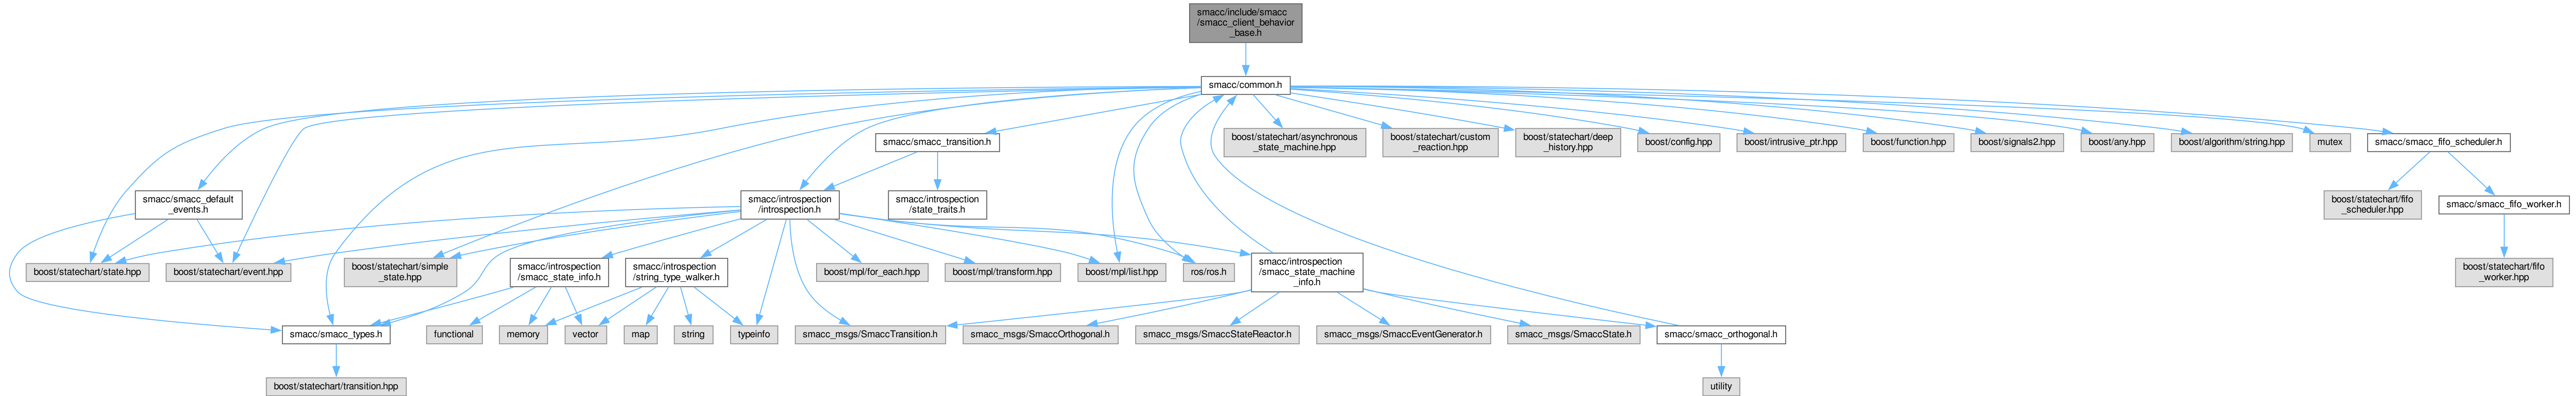 smacc/include/smacc
/smacc_client_behavior
_base.h
smacc/common.h
boost/statechart/asynchronous
_state_machine.hpp
boost/statechart/custom
_reaction.hpp
boost/statechart/deep
_history.hpp
boost/config.hpp
boost/intrusive_ptr.hpp
boost/function.hpp
boost/signals2.hpp
boost/any.hpp
boost/algorithm/string.hpp
mutex
smacc/smacc_fifo_scheduler.h
smacc/smacc_transition.h
smacc/smacc_default
_events.h
smacc/introspection
/introspection.h
smacc/introspection
/state_traits.h
boost/statechart/fifo
_scheduler.hpp
smacc/smacc_fifo_worker.h
boost/statechart/state.hpp
boost/statechart/event.hpp
boost/statechart/simple
_state.hpp
smacc/introspection
/smacc_state_info.h
smacc/introspection
/string_type_walker.h
boost/mpl/for_each.hpp
boost/mpl/transform.hpp
boost/mpl/list.hpp
ros/ros.h
smacc/introspection
/smacc_state_machine
_info.h
boost/statechart/fifo
_worker.hpp
smacc/smacc_types.h
functional
memory
vector
map
string
typeinfo
smacc_msgs/SmaccTransition.h
smacc_msgs/SmaccOrthogonal.h
smacc_msgs/SmaccStateReactor.h
smacc_msgs/SmaccEventGenerator.h
smacc_msgs/SmaccState.h
smacc/smacc_orthogonal.h
boost/statechart/transition.hpp
utility